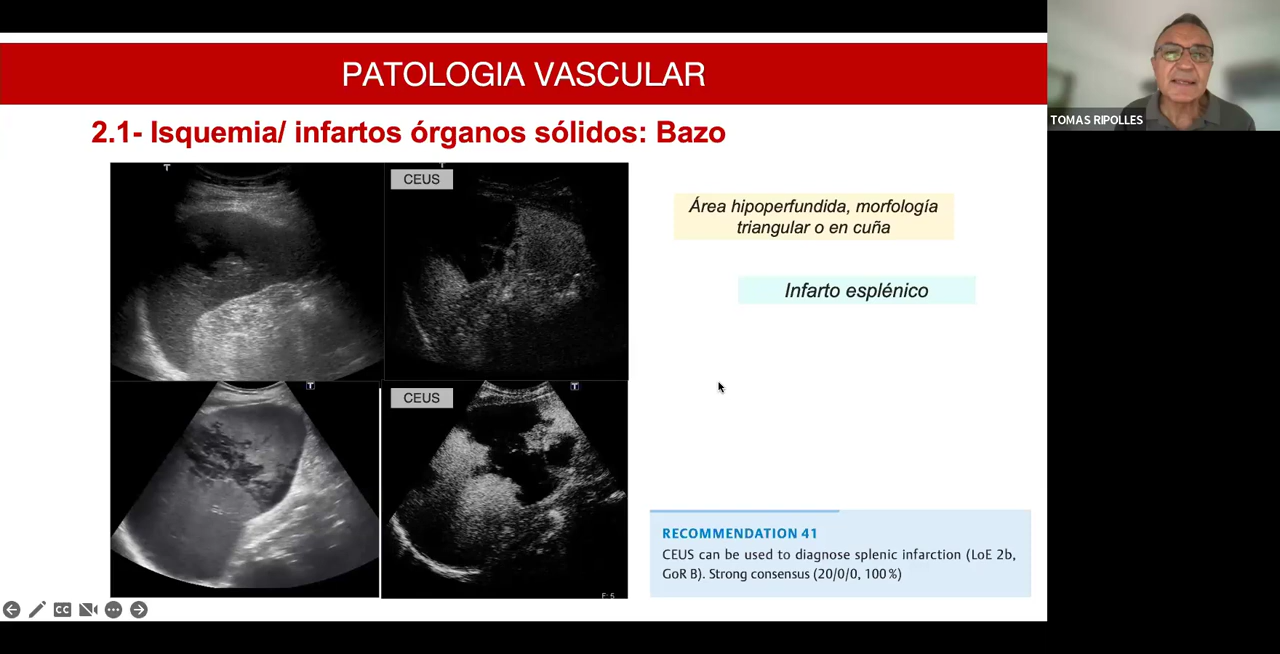 PATOLOGIA VASCULAR
TOMAS RIPOLLES
2.1- Isquemia/ infartos órganos sólidos: Bazo
T
T
CEUS
Área hipoperfundida, morfología
triangular o en cuña
Infarto esplénico
T
T
CEUS
RECOMMENDATION 41
CEUS can be used to diagnose splenic infarction (LoE 2b,
GoR B). Strong consensus (20/0/0, 100 %)
F: 5
CC